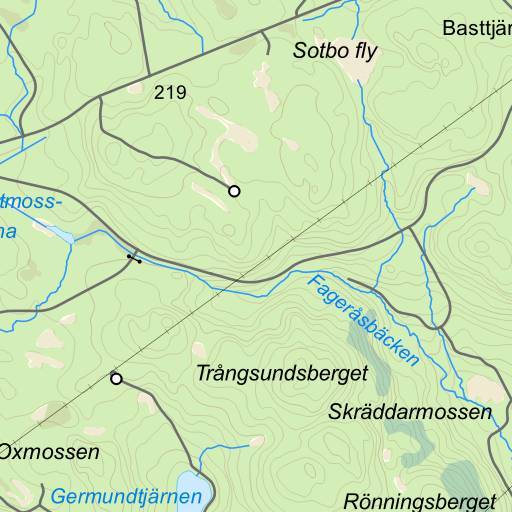 Basttjär
Sotbo fly
219
tmoss-
na
Fageråsbäcken
Trångsundsberget
Skräddarmossen
Oxmossen
Germundtjärnen
Rönningsberget